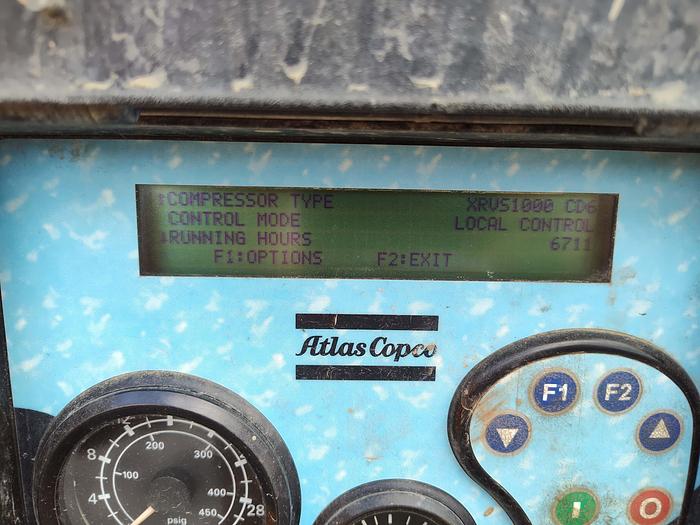 ↑COMPRESSOR TYPE XRVS1000 CD6
CONTROL MODE LOCAL CONTROL
↓RUNNING HOURS 6711
F1:OPTIONS F2:EXIT
Atlas Copco
F1 F2
8 200 300
100
4 400 28
450
psig
I O